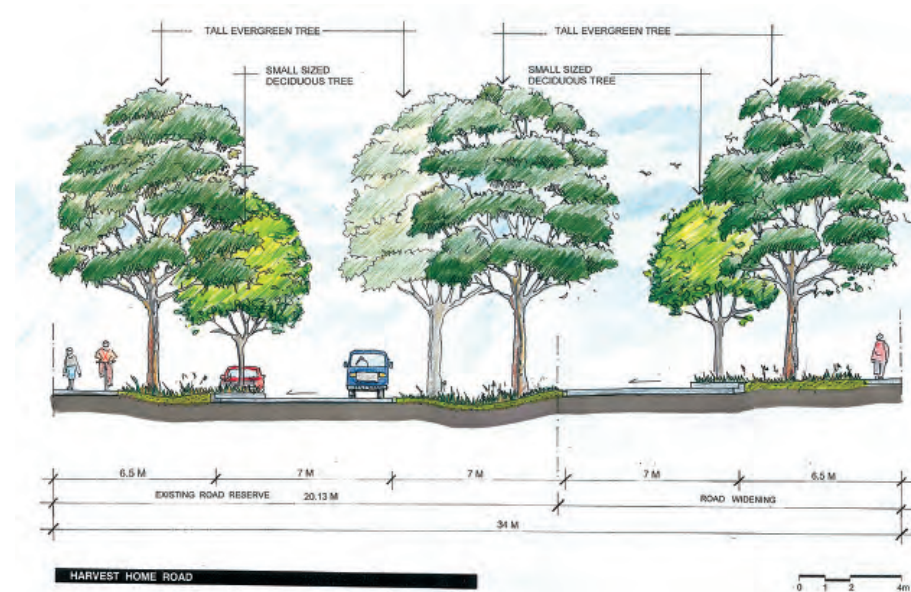 TALL EVERGREEN TREE
TALL EVERGREEN TREE
SMALL SIZED
DECIDUOUS TREE
SMALL SIZED
DECIDUOUS TREE
6.5 M
7 M
7 M
7 M
6.5 M
EXISTING ROAD RESERVE
20.13 M
ROAD WIDENING
34 M
HARVEST HOME ROAD
0 1 2 4m